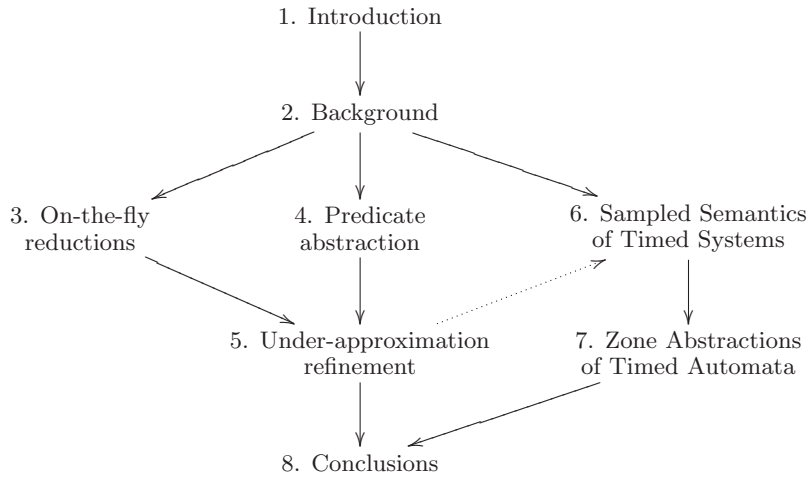 1. Introduction
2. Background
3. On-the-fly
reductions
4. Predicate
abstraction
6. Sampled Semantics
of Timed Systems
5. Under-approximation
refinement
7. Zone Abstractions
of Timed Automata
8. Conclusions